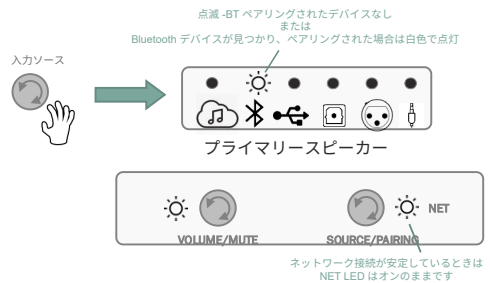 点滅 -BT ペアリングされたデバイスなし
または
Bluetooth デバイスが見つかり、ペアリングされた場合は白色で点灯
入力ソース
プライマリースピーカー
NET
VOLUME/MUTE
SOURCE/PAIRING
ネットワーク接続が安定しているときは
NET LED はオンのままです